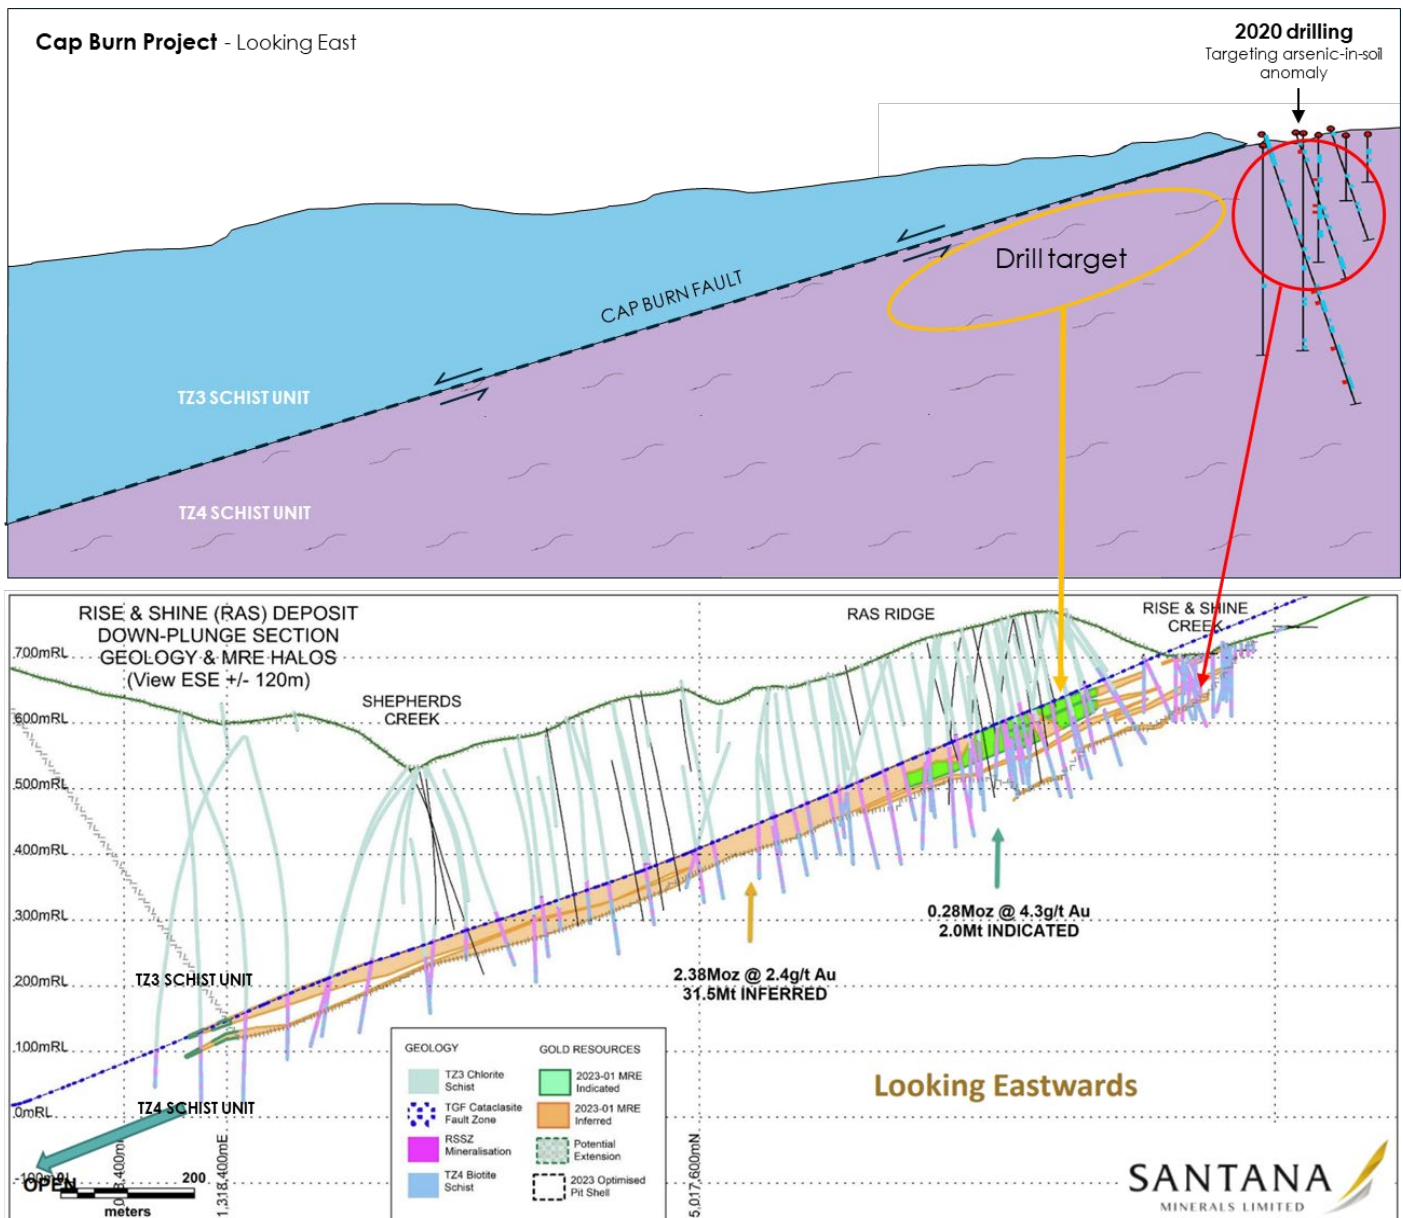 Cap Burn Project - Looking East
2020 drilling
Targeting arsenic-in-soil
anomaly
Drill target
CAP BURN FAULT
TZ3 SCHIST UNIT
TZ4 SCHIST UNIT
RISE & SHINE (RAS) DEPOSIT
DOWN-PLUNGE SECTION
GEOLOGY & MRE HALOS
(View ESE +/- 120m)
RAS RIDGE
RISE & SHINE
CREEK
SHEPHERDS
CREEK
700mRL
600mRL
500mRL
400mRL
300mRL
200mRL
100mRL
0mRL
TZ3 SCHIST UNIT
TZ4 SCHIST UNIT
0.28Moz @ 4.3g/t Au
2.0Mt INDICATED
2.38Moz @ 2.4g/t Au
31.5Mt INFERRED
GEOLOGY
TZ3 Chlorite
Schist
TGF Cataclasite
Fault Zone
RSSZ
Mineralisation
TZ4 Biotite
Schist
GOLD RESOURCES
2023-01 MRE
Indicated
2023-01 MRE
Inferred
Potential
Extension
2023 Optimised
Pit Shell
Looking Eastwards
OPEN
200
meters
1,318,400mE
5,017,600mN
SANTANA
MINERALS LIMITED